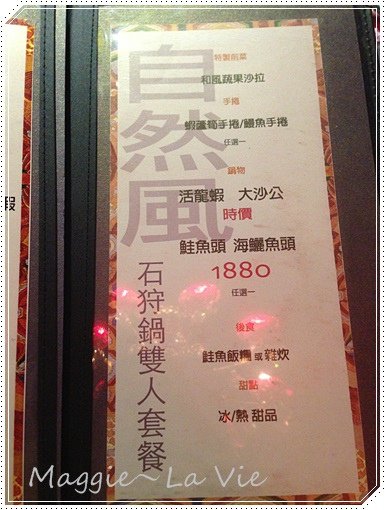 自然風
石狩鍋雙人套餐
特製前菜
和風蔬果沙拉
手捲
蝦蘆筍手捲/鰻魚手捲
任選一
鍋物
活龍蝦 大沙公
時價
鮭魚頭 海鱺魚頭
1880
任選一
後食
鮭魚飯糰 或 雜炊
甜點
冰/熱 甜品
蝦
Maggie~ La Vie